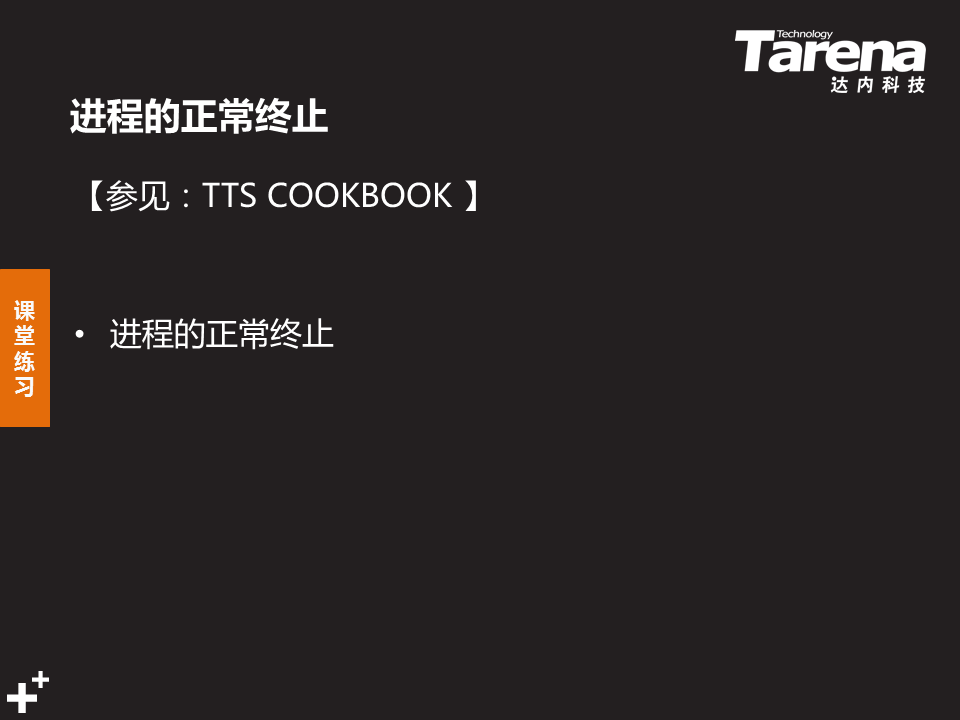 Technology
Tarena
达内科技
进程的正常终止
【参见：TTS COOKBOOK 】
课堂练习
• 进程的正常终止